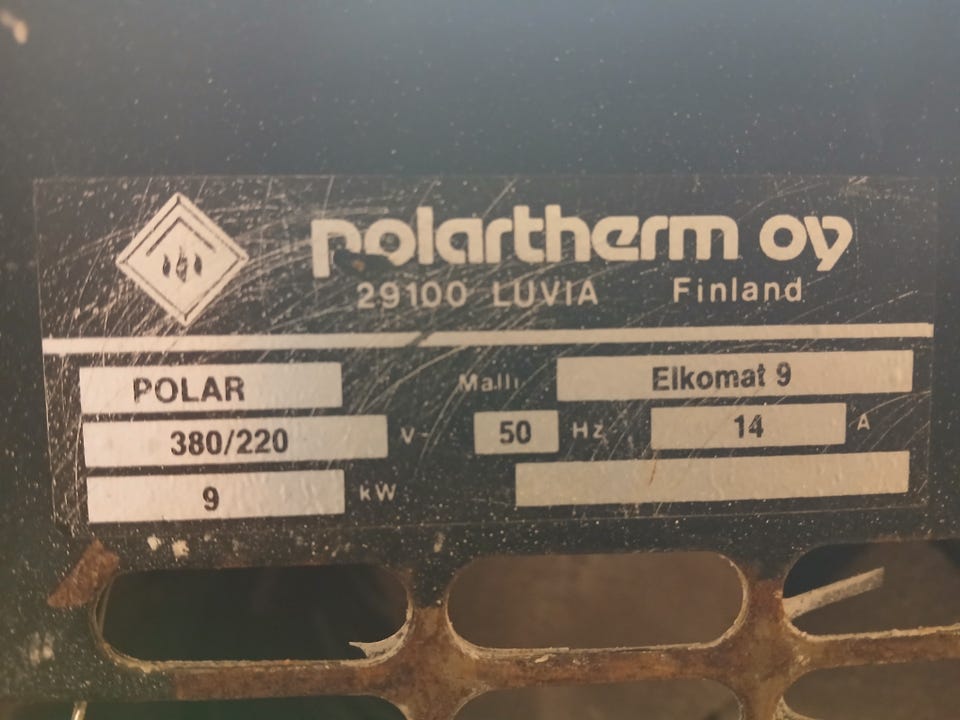 polartherm oy
29100 LUVIA Finland
POLAR Malli Elkomat 9
380/220 V~ 50 Hz 14 A
9 kW